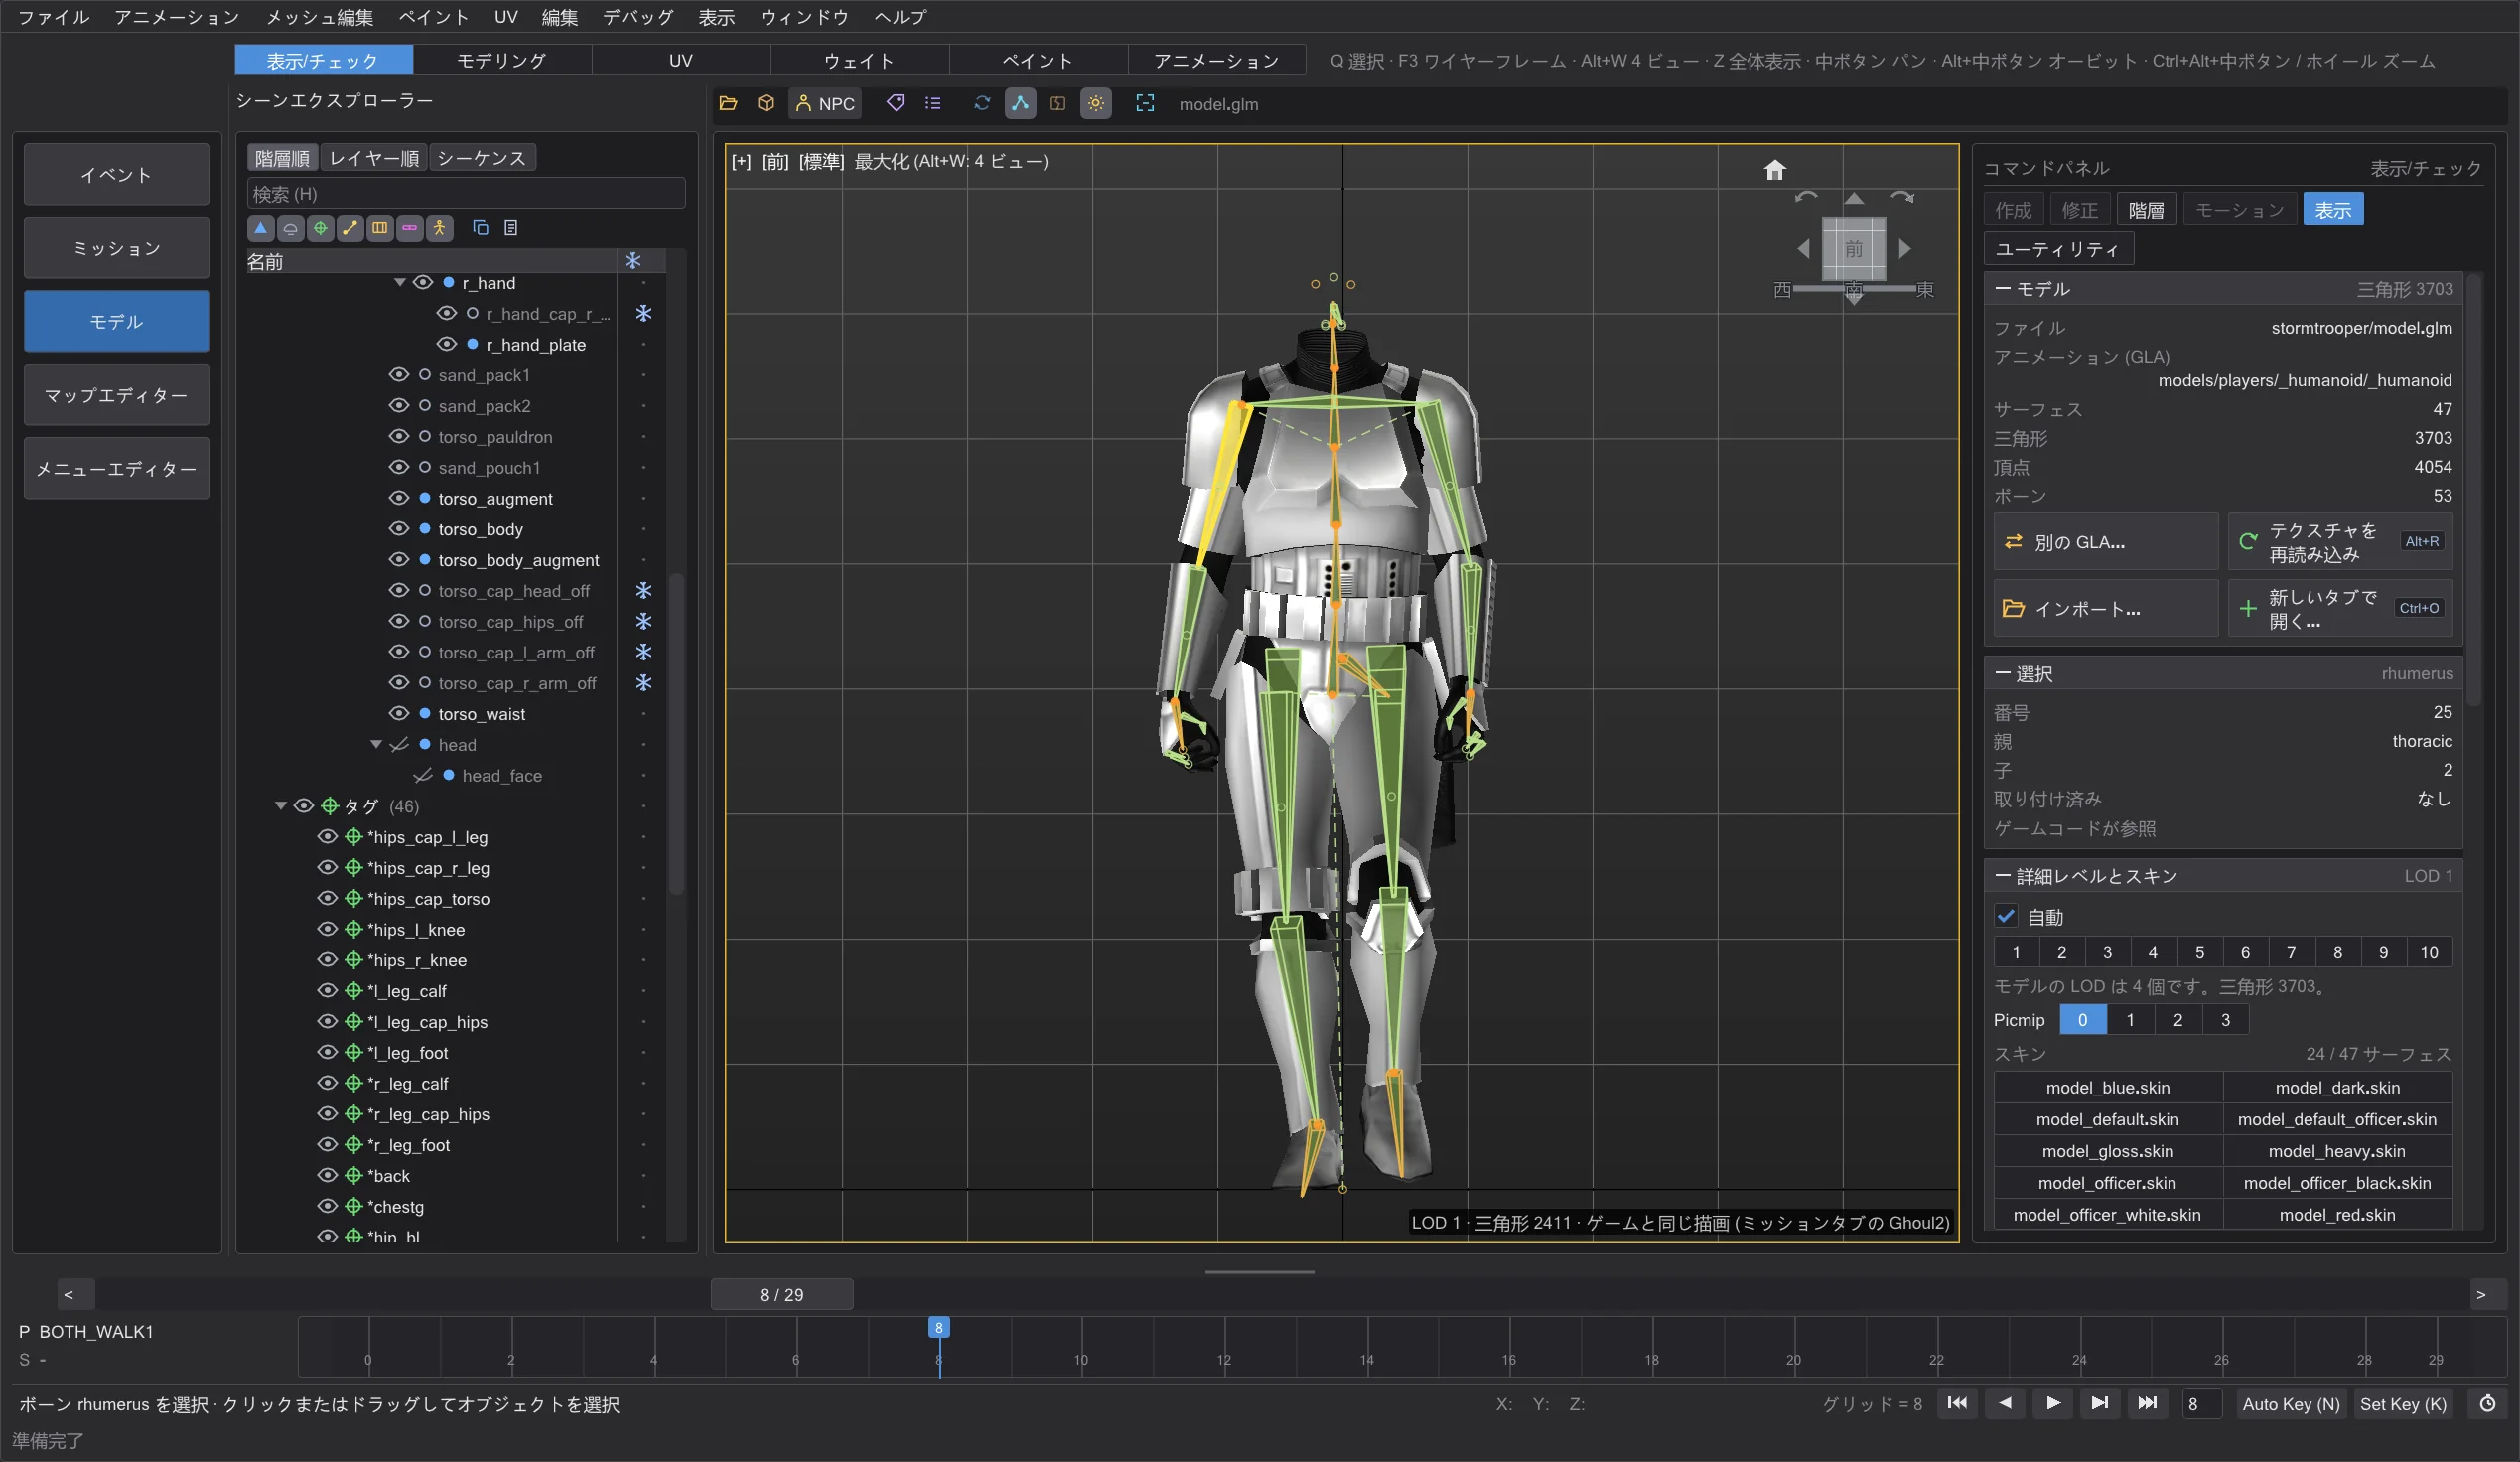 ファイル アニメーション メッシュ編集 ペイント UV 編集 デバッグ 表示 ウィンドウ ヘルプ
表示/チェック モデリング UV ウェイト ペイント アニメーション Q 選択 · F3 ワイヤーフレーム · Alt+W 4 ビュー · Z 全体表示 · 中ボタン パン · Alt+中ボタン オービット · Ctrl+Alt+中ボタン / ホイール ズーム
イベント
ミッション
モデル
マップエディター
メニューエディター
シーンエクスプローラー
階層順 レイヤー順 シーケンス
検索 (H)
名前
r_hand
r_hand_cap_r_...
r_hand_plate
sand_pack1
sand_pack2
torso_pauldron
sand_pouch1
torso_augment
torso_body
torso_body_augment
torso_cap_head_off
torso_cap_hips_off
torso_cap_l_arm_off
torso_cap_r_arm_off
torso_waist
head
head_face
タグ (46)
*hips_cap_l_leg
*hips_cap_r_leg
*hips_cap_torso
*hips_l_knee
*hips_r_knee
*l_leg_calf
*l_leg_cap_hips
*l_leg_foot
*r_leg_calf
*r_leg_cap_hips
*r_leg_foot
*back
*chestg
*hip_bl
NPC model.glm
[+] [前] [標準] 最大化 (Alt+W: 4 ビュー)
前
西 南 東
LOD 1 · 三角形 2411 · ゲームと同じ描画 (ミッションタブの Ghoul2)
コマンドパネル 表示/チェック
作成 修正 階層 モーション 表示
ユーティリティ
モデル 三角形 3703
ファイル stormtrooper/model.glm
アニメーション (GLA)
models/players/_humanoid/_humanoid
サーフェス 47
三角形 3703
頂点 4054
ボーン 53
別の GLA... テクスチャを再読み込み Alt+R
インポート... 新しいタブで開く... Ctrl+O
選択 rhumerus
番号 25
親 thoracic
子 2
取り付け済み なし
ゲームコードが参照
詳細レベルとスキン LOD 1
自動
1 2 3 4 5 6 7 8 9 10
モデルの LOD は 4 個です。三角形 3703。
Picmip 0 1 2 3
スキン 24 / 47 サーフェス
model_blue.skin model_dark.skin
model_default.skin model_default_officer.skin
model_gloss.skin model_heavy.skin
model_officer.skin model_officer_black.skin
model_officer_white.skin model_red.skin
< 8 / 29 >
P BOTH_WALK1
S -
8
0 2 4 6 8 10 12 14 16 18 20 22 24 26 28 29
ボーン rhumerus を選択 · クリックまたはドラッグしてオブジェクトを選択 X: Y: Z: グリッド = 8 8 Auto Key (N) Set Key (K)
準備完了